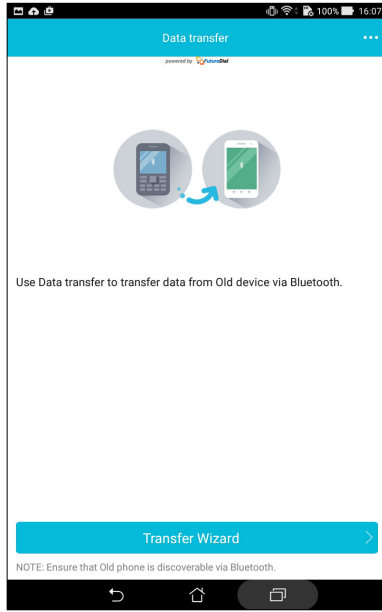 100% 16:07
Data transfer
powered by FutureDial
Use Data transfer to transfer data from Old device via Bluetooth.
Transfer Wizard
NOTE: Ensure that Old phone is discoverable via Bluetooth.